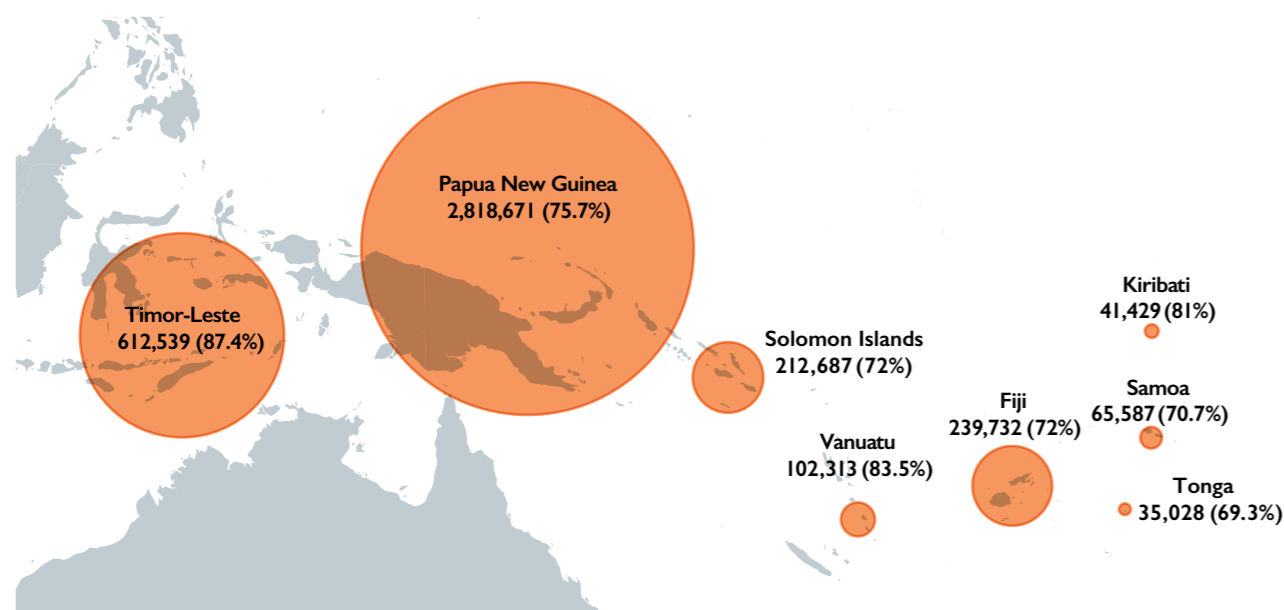 Papua New Guinea
2,818,671 (75.7%)
Timor-Leste
612,539 (87.4%)
Solomon Islands
212,687 (72%)
Vanuatu
102,313 (83.5%)
Fiji
239,732 (72%)
Kiribati
41,429 (81%)
Samoa
65,587 (70.7%)
Tonga
35,028 (69.3%)